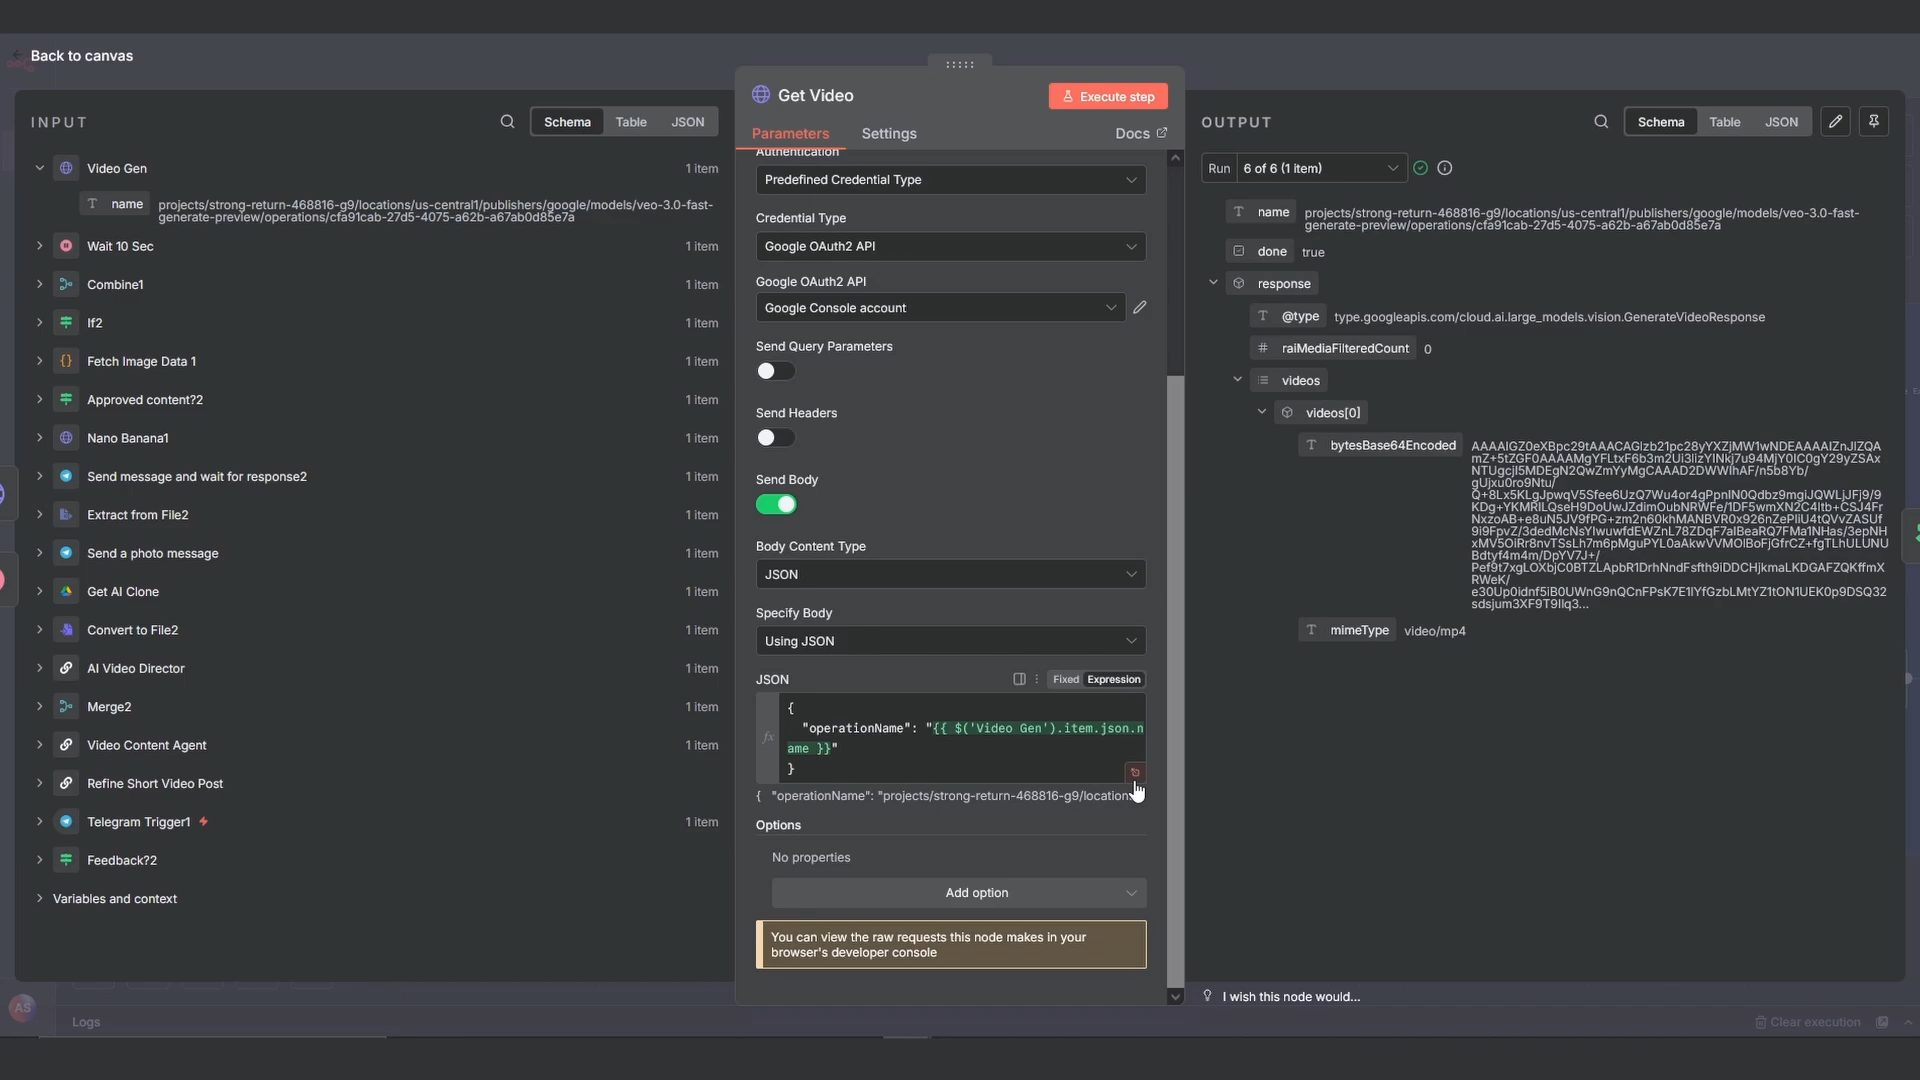 Back to canvas
INPUT
Schema
Table
JSON
Video Gen
1 item
name
projects/strong-return-468816-g9/locations/us-central1/publishers/google/models/veo-3.0-fast-
generate-preview/operations/cfa91cab-27d5-4075-a62b-a67ab0d85e7a
Wait 10 Sec
1 item
Combine1
1 item
If2
1 item
Fetch Image Data 1
1 item
Approved content?2
1 item
Nano Banana1
1 item
Send message and wait for response2
1 item
Extract from File2
1 item
Send a photo message
1 item
Get AI Clone
1 item
Convert to File2
1 item
AI Video Director
1 item
Merge2
1 item
Video Content Agent
1 item
Refine Short Video Post
Telegram Trigger1
1 item
Feedback?2
Variables and context
AS
Logs
Get Video
Execute step
Parameters
Settings
Docs
Authentication
Predefined Credential Type
Credential Type
Google OAuth2 API
Google OAuth2 API
Google Console account
Send Query Parameters
Send Headers
Send Body
Body Content Type
JSON
Specify Body
Using JSON
JSON
Fixed
Expression
fx
{
"operationName": "{{ $('Video Gen').item.json.n
ame }}"
}
{ "operationName": "projects/strong-return-468816-g9/location
Options
No properties
Add option
You can view the raw requests this node makes in your
browser's developer console
OUTPUT
Schema
Table
JSON
Run
6 of 6 (1 item)
name
projects/strong-return-468816-g9/locations/us-central1/publishers/google/models/veo-3.0-fast-
generate-preview/operations/cfa91cab-27d5-4075-a62b-a67ab0d85e7a
done
true
response
@type
type.googleapis.com/cloud.ai.large_models.vision.GenerateVideoResponse
raiMediaFilteredCount
0
videos
videos[0]
bytesBase64Encoded
mimeType
video/mp4
I wish this node would...
Clear execution